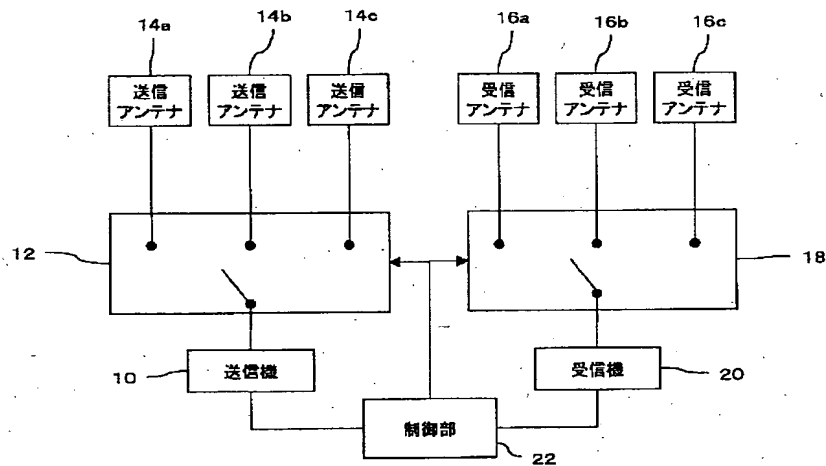 14a
14b
14c
16a
16b
16c
送信
アンテナ
送信
アンテナ
送信
アンテナ
受信
アンテナ
受信
アンテナ
受信
アンテナ
12
18
10
送信機
受信機
20
制御部
22